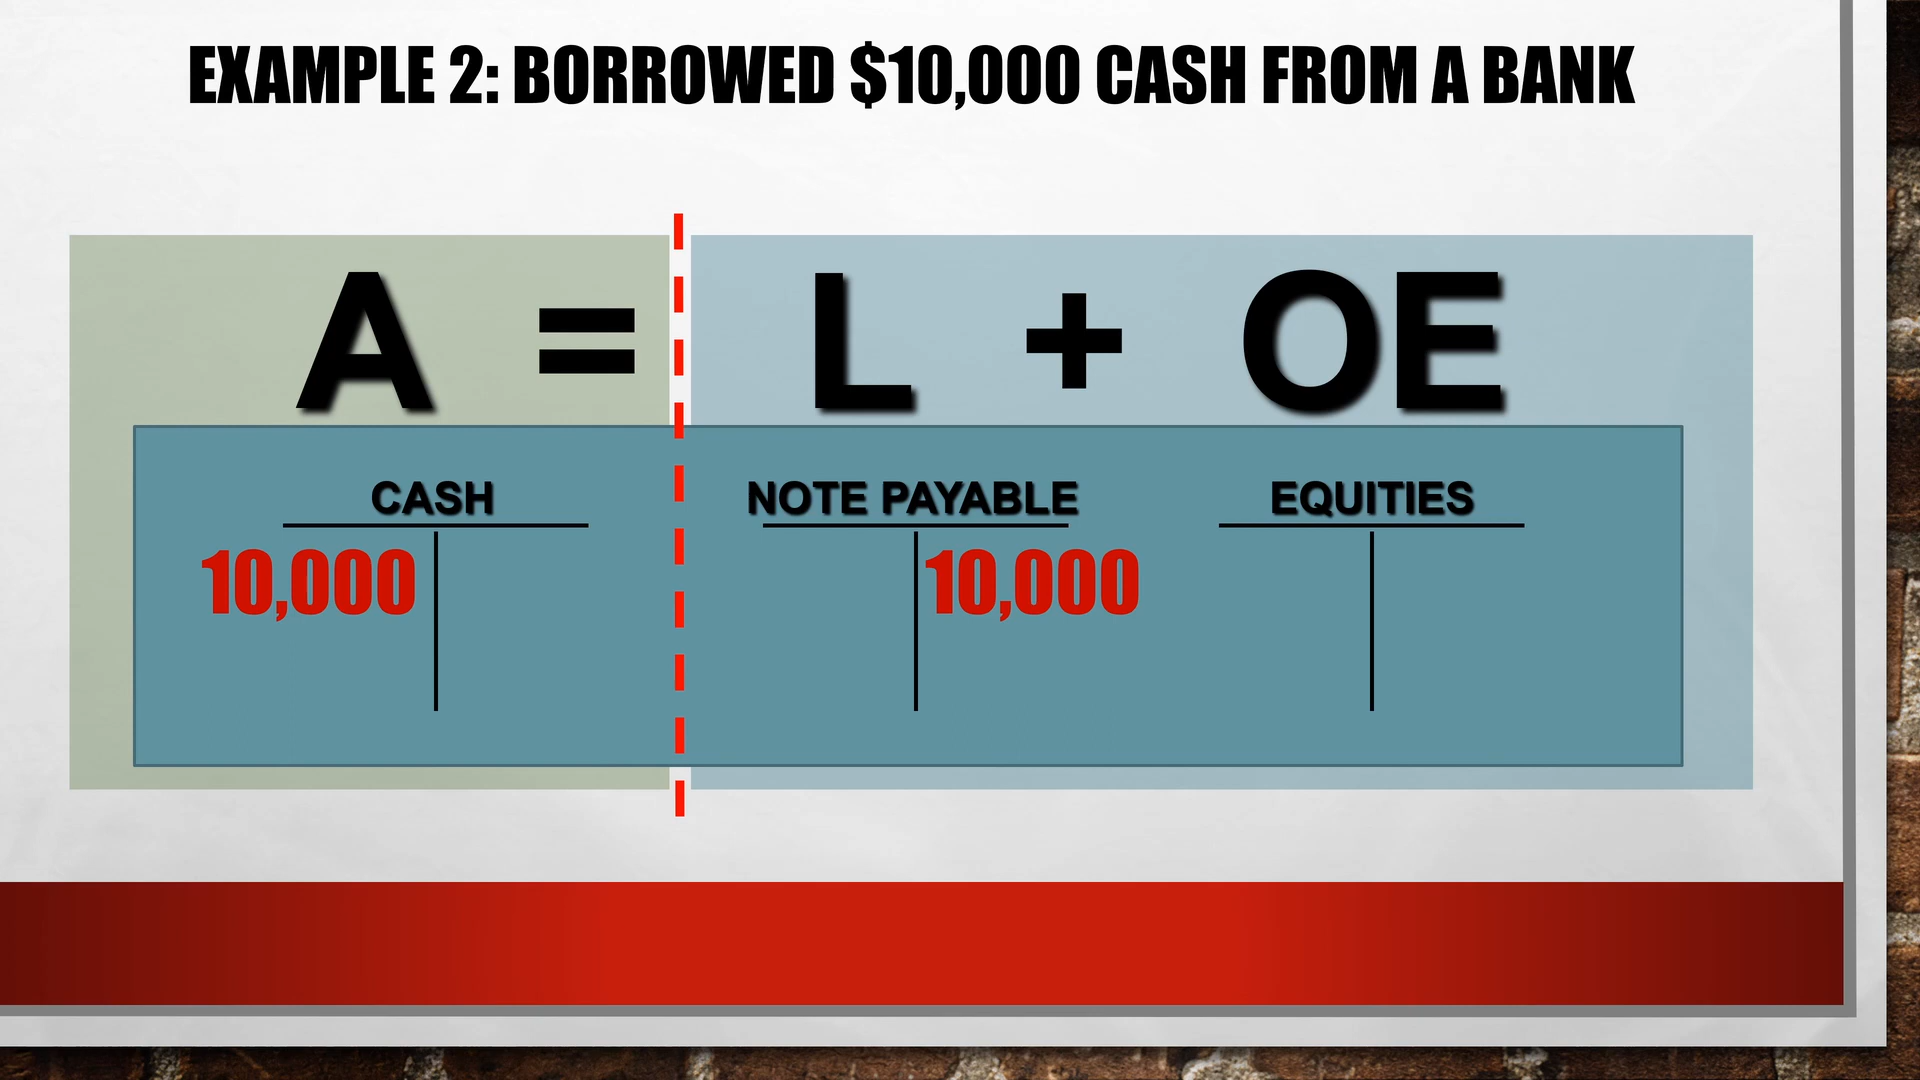 EXAMPLE 2: BORROWED $10,000 CASH FROM A BANK
A = L + OE
CASH NOTE PAYABLE EQUITIES
10,000 10,000